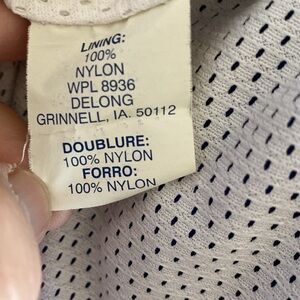 LINING:
100%
NYLON
WPL 8936
DELONG
GRINNELL, IA. 50112
DOUBLURE:
100% NYLON
FORRO:
100% NYLON